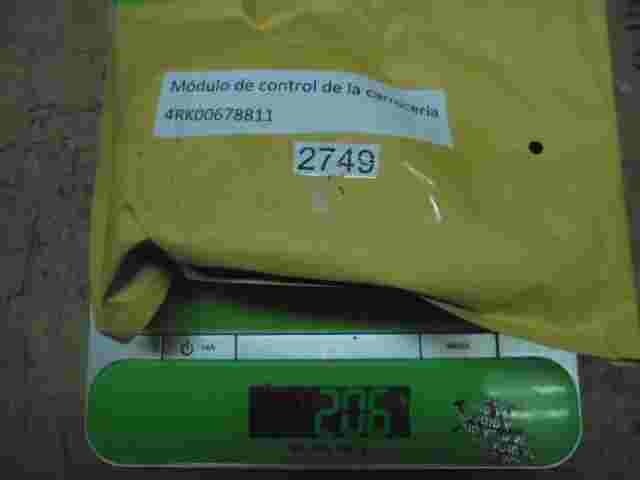 Módulo de control de la carrocería
4RK00678811
2749
205